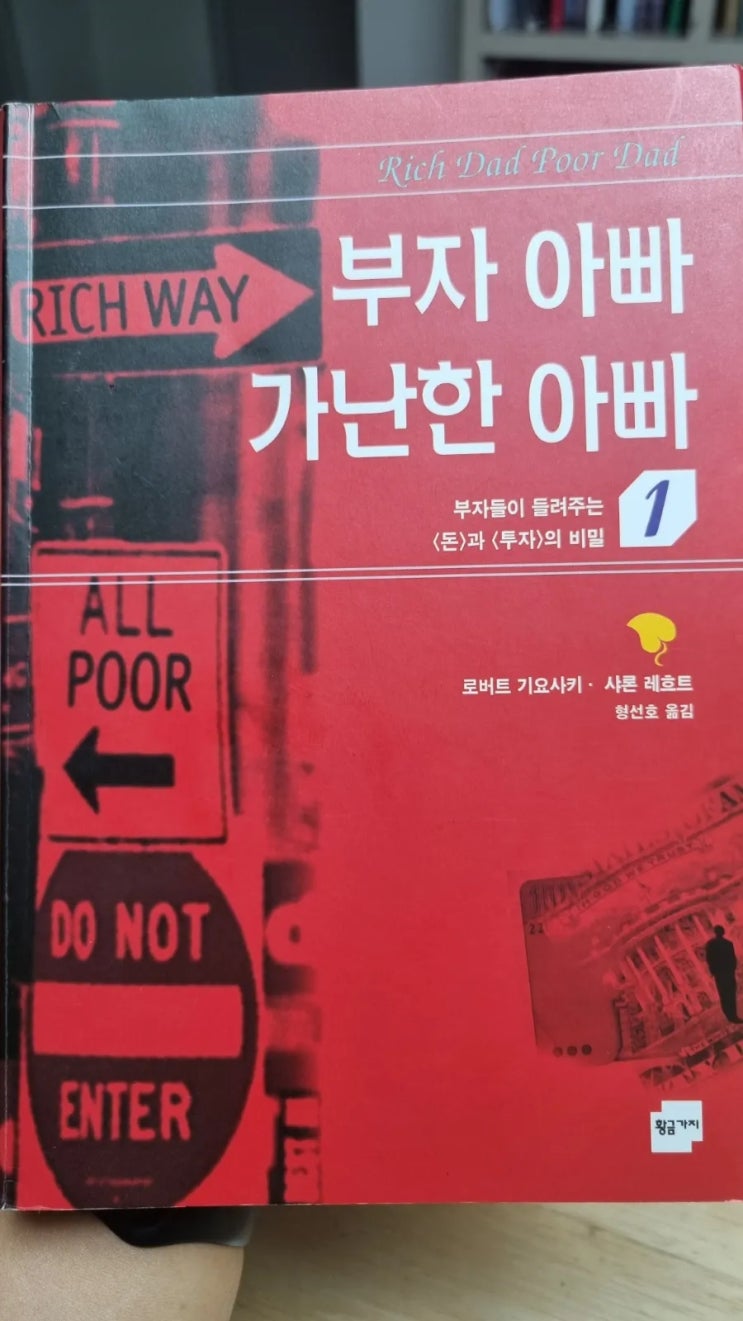 Rich Dad Poor Dad
RICH WAY
부자 아빠
가난한 아빠
부자들이 들려주는
〈돈〉과 〈투자〉의 비밀
1
ALL
POOR
로버트 기요사키 · 샤론 레흐트
형선호 옮김
DO NOT
ENTER
22
황금가지